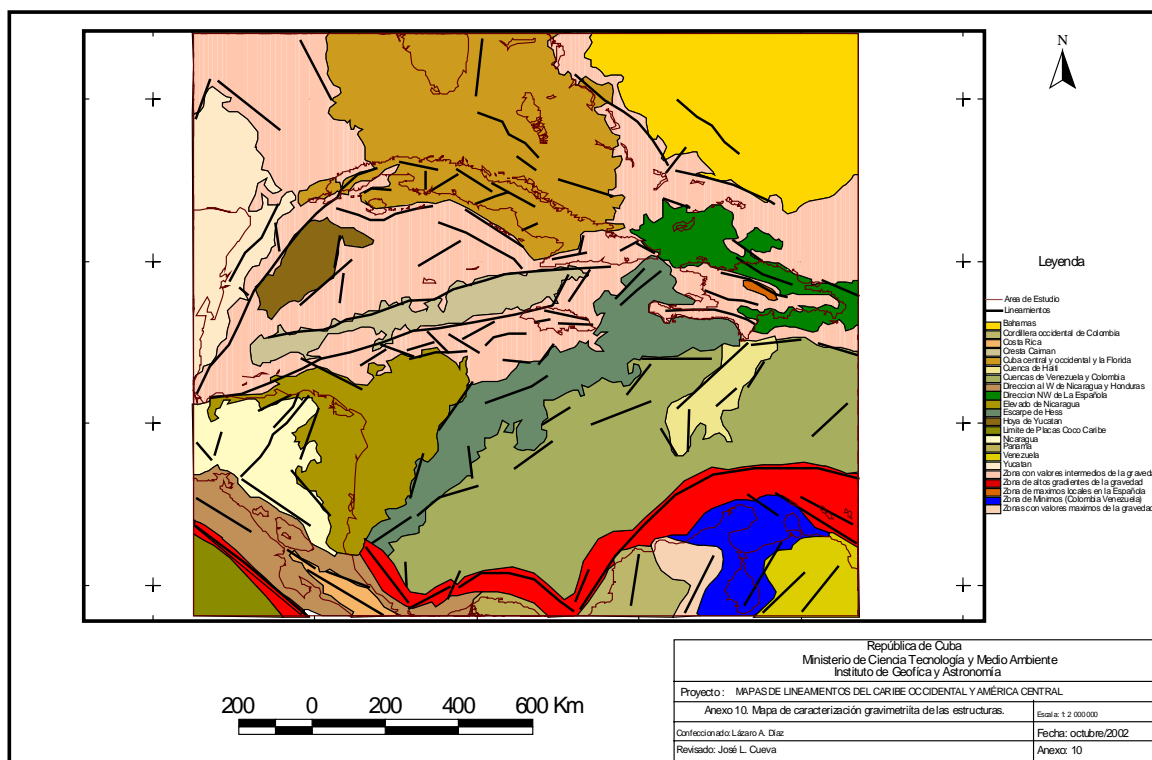 N
Leyenda
Area de Estudio
Lineamientos
Bahamas
Cordillera occidental de Colombia
Costa Rica
Cresta Caiman
Cuba central y occidental y la Florida
Cuenca de Haiti
Cuencas de Venezuela y Colombia
Direccion al W de Nicaragua y Honduras
Direccion NW de La Española
Elevado de Nicaragua
Escarpe de Hess
Hoya de Yucatan
Limite de Placas Coco Caribe
Nicaragua
Panama
Venezuela
Yucatan
Zona con valores intermedios de la graveda
Zona de altos gradientes de la gravedad
Zona de maximos locales en la Española
Zona de Minimos (Colombia Venezuela)
Zonas con valores maximos de la gravedad
200 0 200 400 600 Km
República de Cuba
Ministerio de Ciencia Tecnología y Medio Ambiente
Instituto de Geofíca y Astronomía
Proyecto : MAPAS DE LINEAMENTOS DEL CARIBE OCCIDENTAL Y AMÉRICA CENTRAL
Anexo 10. Mapa de caracterización gravimetriíta de las estructuras.
Escala: 1: 2 000 000
Confeccionado: Lázaro A. Díaz
Fecha: octubre/2002
Revisado: José L. Cueva
Anexo: 10